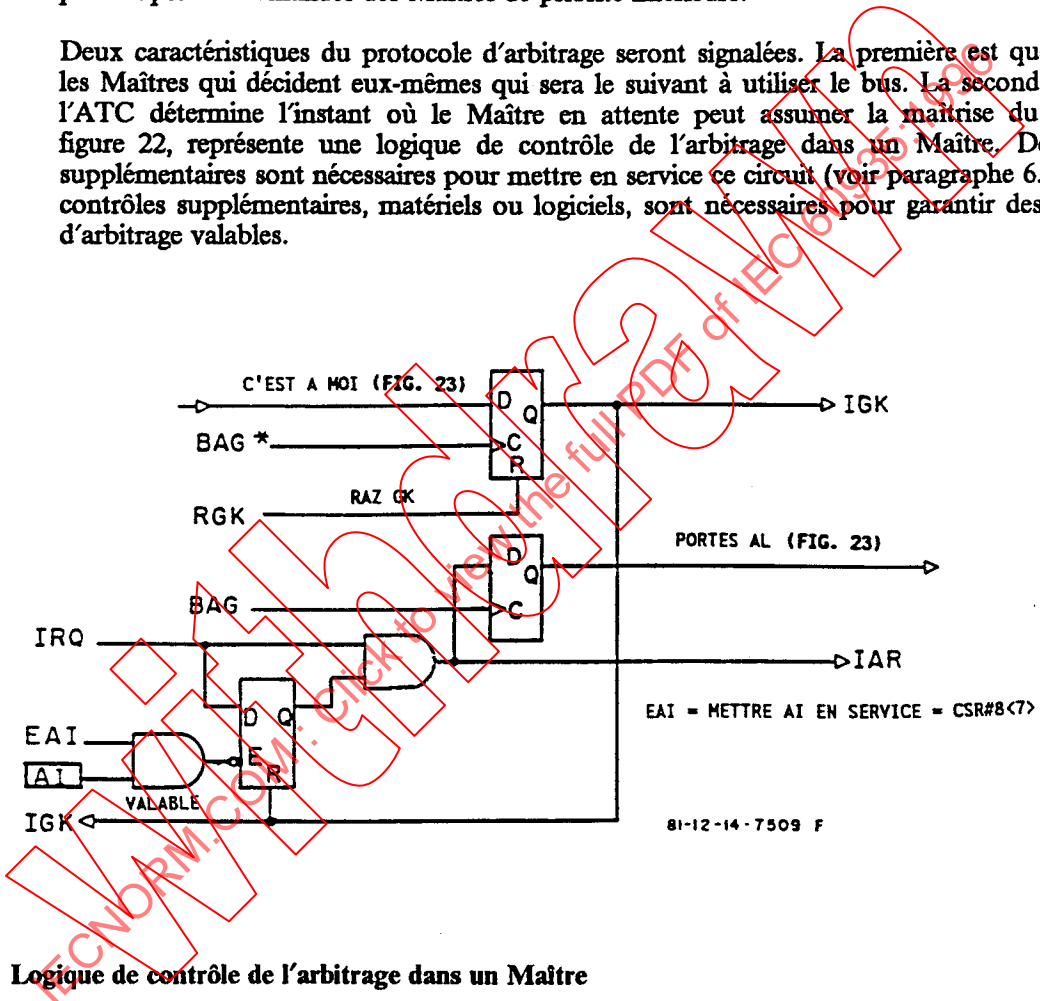 Deux caractéristiques du protocole d'arbitrage seront signalées. La première est qu
les Maîtres qui décident eux-mêmes qui sera le suivant à utiliser le bus. La second
l'ATC détermine l'instant où le Maître en attente peut assumer la maîtrise du
figure 22, représente une logique de contrôle de l'arbitrage dans un Maître. De
supplémentaires sont nécessaires pour mettre en service ce circuit (voir paragraphe 6.
contrôles supplémentaires, matériels ou logiciels, sont nécessaires pour garantir des
d'arbitrage valables.
C'EST A MOI (FIG. 23)
D
Q
IGK
BAG *
C
R
RAZ GK
RGK
PORTES AL (FIG. 23)
D
Q
BAG
C
IRQ
IAR
D Q
EAI = METTRE AI EN SERVICE = CSR#8<7>
EAI
E
AI
R
VALABLE
IGK
81-12-14-7509 F
Logique de contrôle de l'arbitrage dans un Maître
IECNORM.COM : Click to view the full PDF of IEC 60935:1996
withdrawn